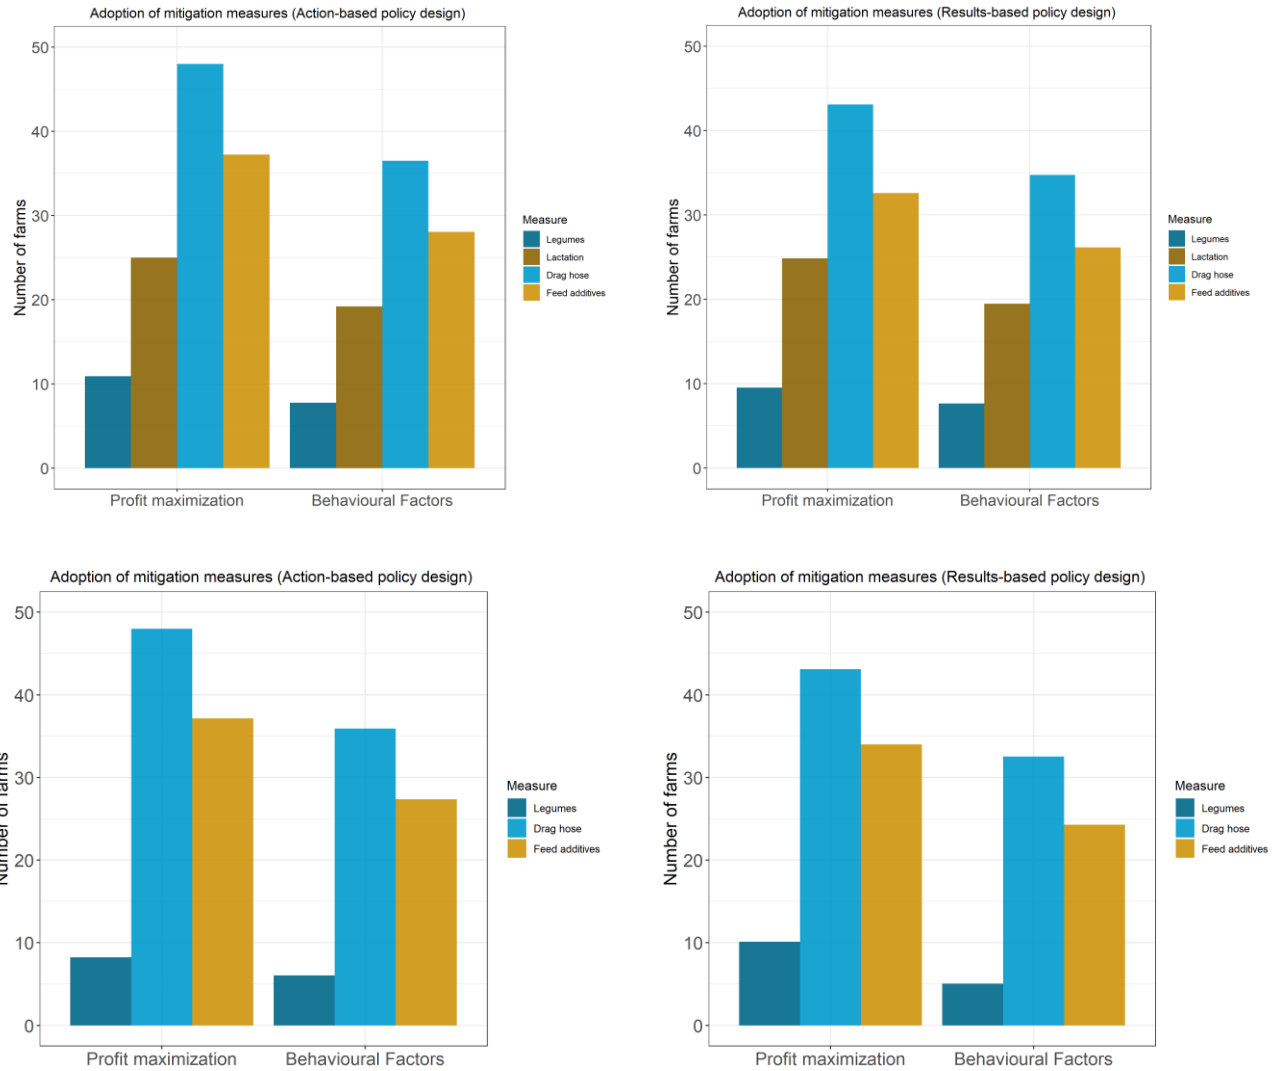 Adoption of mitigation measures (Action-based policy design)
50
40
30
20
10
0
Number of farms
Profit maximization
Behavioural Factors
Measure
Legumes
Lactation
Drag hose
Feed additives
Adoption of mitigation measures (Results-based policy design)
50
40
30
20
10
0
Number of farms
Profit maximization
Behavioural Factors
Measure
Legumes
Lactation
Drag hose
Feed additives
Adoption of mitigation measures (Action-based policy design)
50
40
30
20
10
0
Number of farms
Profit maximization
Behavioural Factors
Measure
Legumes
Drag hose
Feed additives
Adoption of mitigation measures (Results-based policy design)
50
40
30
20
10
0
Number of farms
Profit maximization
Behavioural Factors
Measure
Legumes
Drag hose
Feed additives